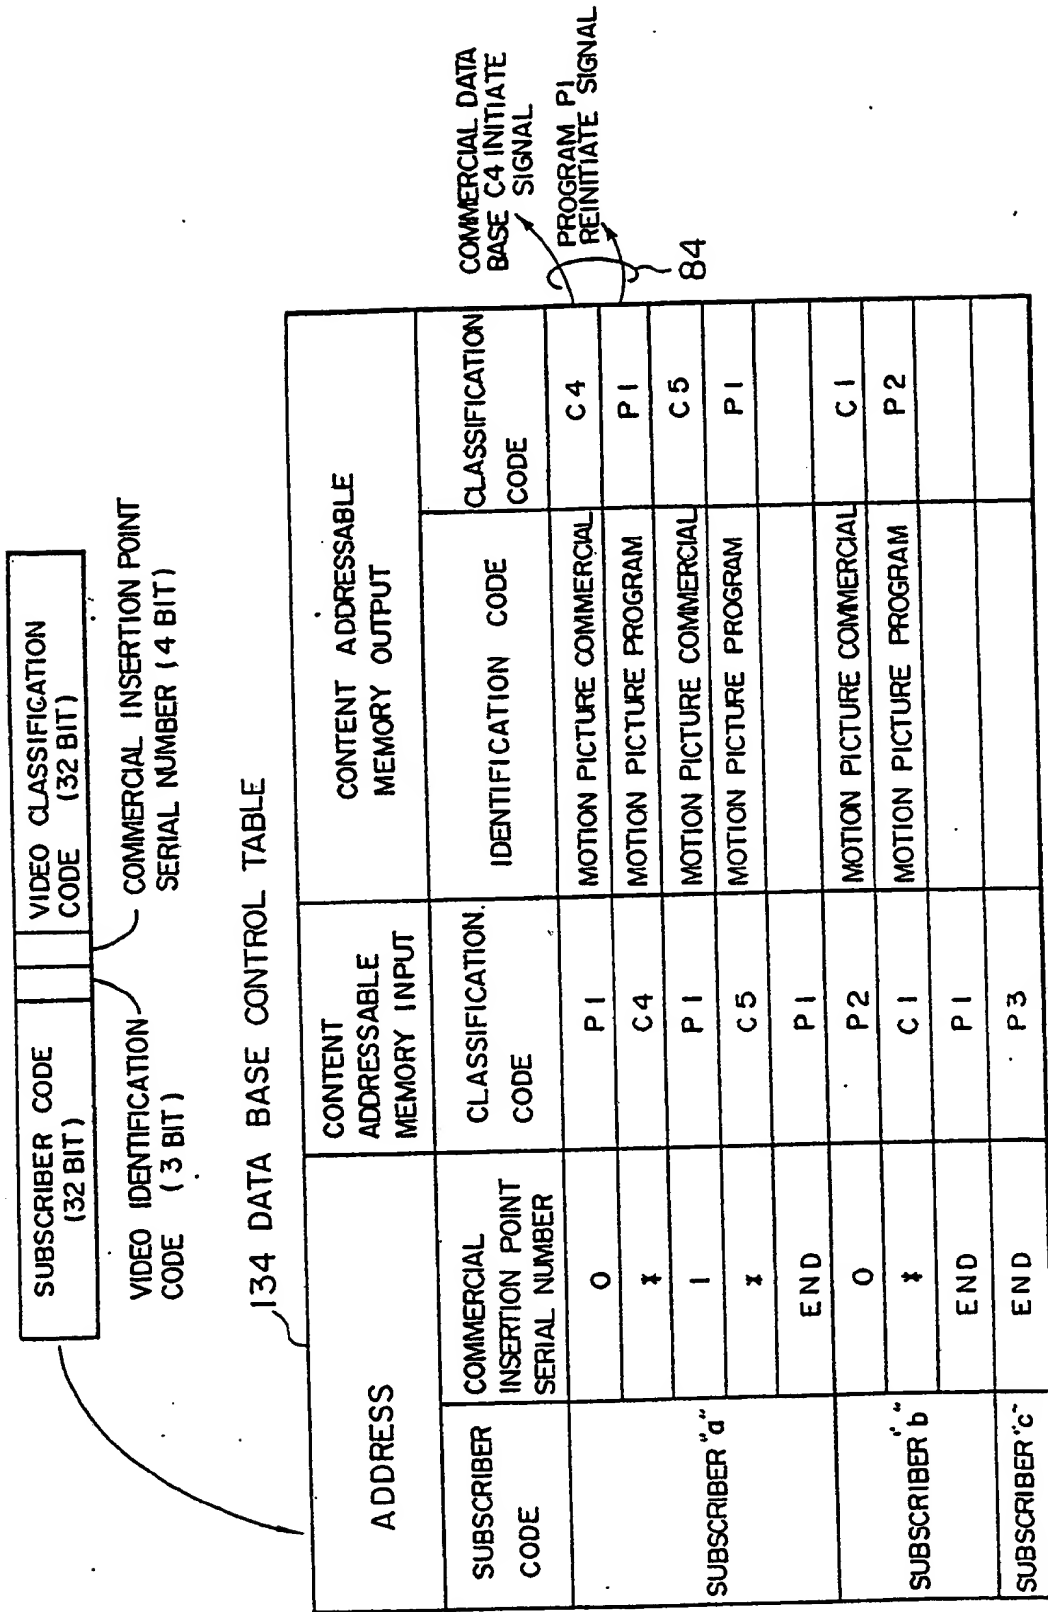 SUBSCRIBER CODE
(32 BIT)
VIDEO CLASSIFICATION
CODE (32 BIT)
VIDEO IDENTIFICATION
CODE (3 BIT)
COMMERCIAL INSERTION POINT
SERIAL NUMBER (4 BIT)
134 DATA BASE CONTROL TABLE
ADDRESS
CONTENT
ADDRESSABLE
MEMORY INPUT
CONTENT ADDRESSABLE
MEMORY OUTPUT
SUBSCRIBER
CODE
COMMERCIAL
INSERTION POINT
SERIAL NUMBER
CLASSIFICATION.
CODE
IDENTIFICATION CODE
CLASSIFICATION
CODE
SUBSCRIBER "a"
0 P1 MOTION PICTURE COMMERCIAL C4
* C4 MOTION PICTURE PROGRAM P1
1 P1 MOTION PICTURE COMMERCIAL C5
* C5 MOTION PICTURE PROGRAM P1
END P1
SUBSCRIBER "b"
0 P2 MOTION PICTURE COMMERCIAL C1
* C1 MOTION PICTURE PROGRAM P2
END P1
SUBSCRIBER "c" END P3
COMMERCIAL DATA
BASE C4 INITIATE
SIGNAL
PROGRAM P1
REINITIATE SIGNAL
84